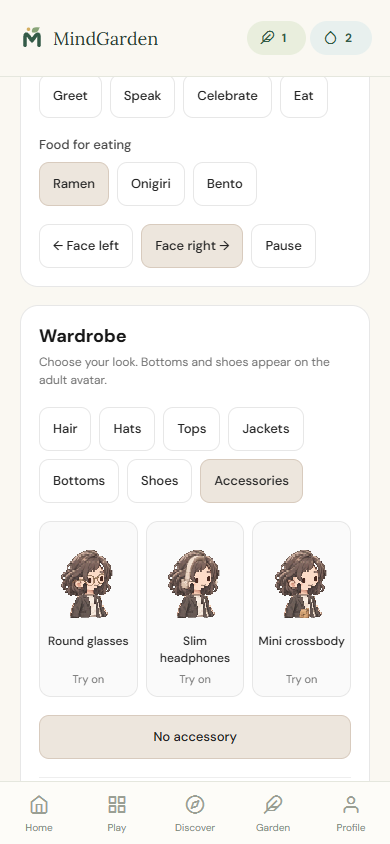 MindGarden
1
2
Greet
Speak
Celebrate
Eat
Food for eating
Ramen
Onigiri
Bento
← Face left
Face right →
Pause
Wardrobe
Choose your look. Bottoms and shoes appear on the
adult avatar.
Hair
Hats
Tops
Jackets
Bottoms
Shoes
Accessories
Round glasses
Slim
headphones
Mini crossbody
Try on
Try on
Try on
No accessory
Home
Play
Discover
Garden
Profile